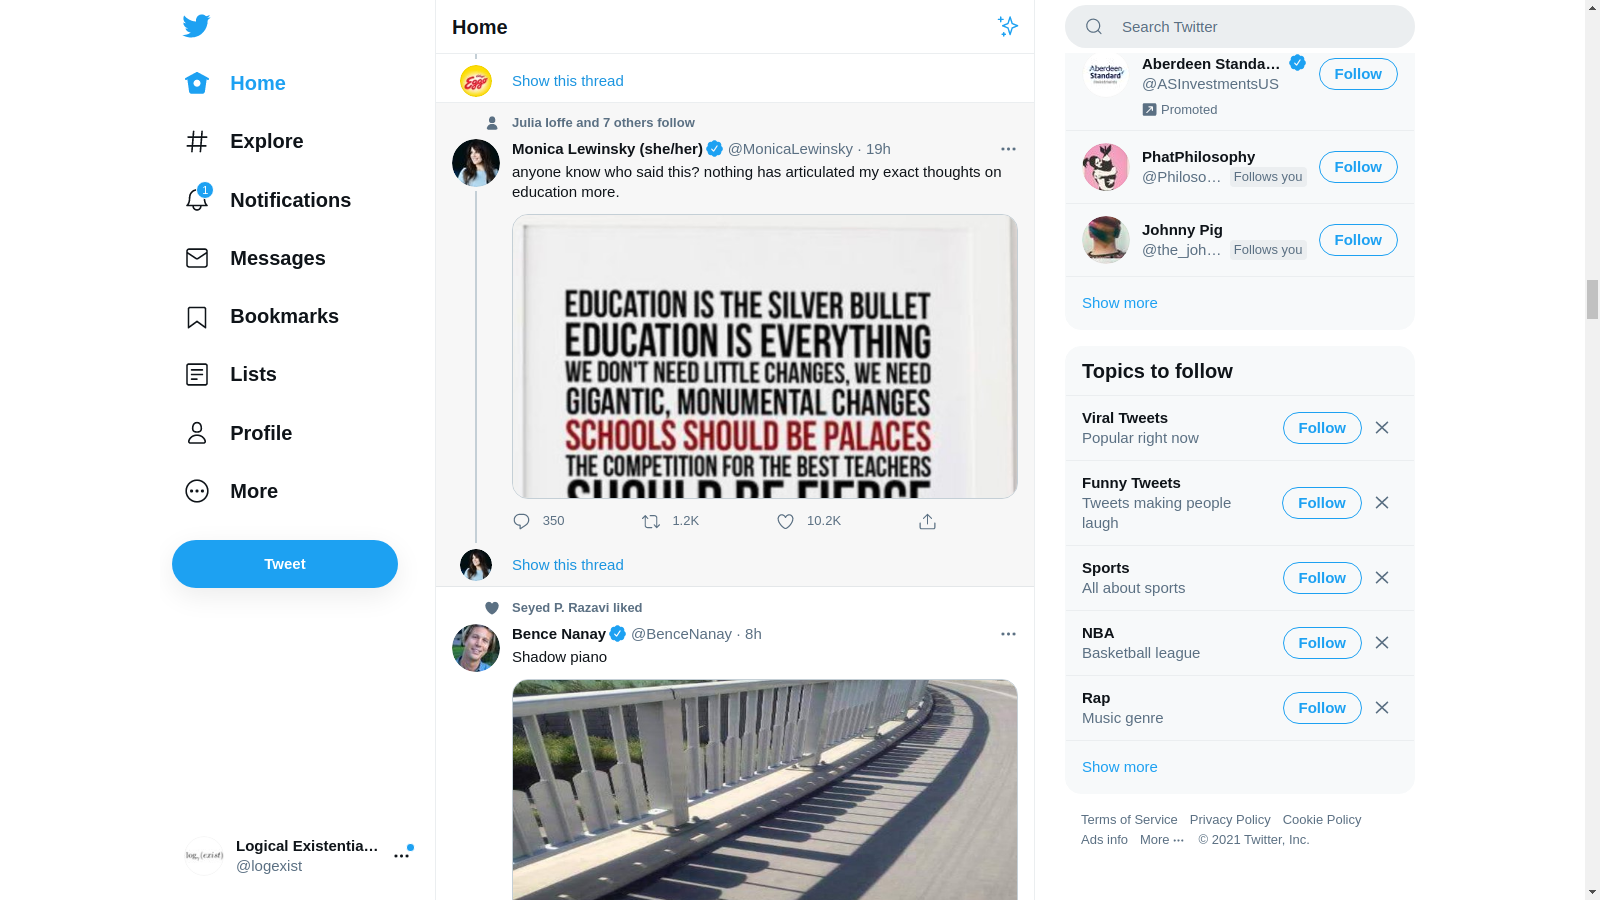 Home
Explore
1
Notifications
Messages
Bookmarks
Lists
Profile
More
Tweet
Logical Existentia...
@logexist
Home
Eggo
Show this thread
Julia Ioffe and 7 others follow
Monica Lewinsky (she/her) @MonicaLewinsky · 19h
anyone know who said this? nothing has articulated my exact thoughts on
education more.
EDUCATION IS THE SILVER BULLET
EDUCATION IS EVERYTHING
WE DON'T NEED LITTLE CHANGES, WE NEED
GIGANTIC, MONUMENTAL CHANGES
SCHOOLS SHOULD BE PALACES
THE COMPETITION FOR THE BEST TEACHERS
SHOULD BE FIERCE
350 1.2K 10.2K
Show this thread
Seyed P. Razavi liked
Bence Nanay @BenceNanay · 8h
Shadow piano
Search Twitter
Aberdeen Standard
Aberdeen Standa...
@ASInvestmentsUS
Follow
Promoted
PhatPhilosophy
@Philoso... Follows you
Follow
Johnny Pig
@the_joh... Follows you
Follow
Show more
Topics to follow
Viral Tweets
Popular right now
Follow
Funny Tweets
Tweets making people
laugh
Follow
Sports
All about sports
Follow
NBA
Basketball league
Follow
Rap
Music genre
Follow
Show more
Terms of Service Privacy Policy Cookie Policy
Ads info More ··· © 2021 Twitter, Inc.